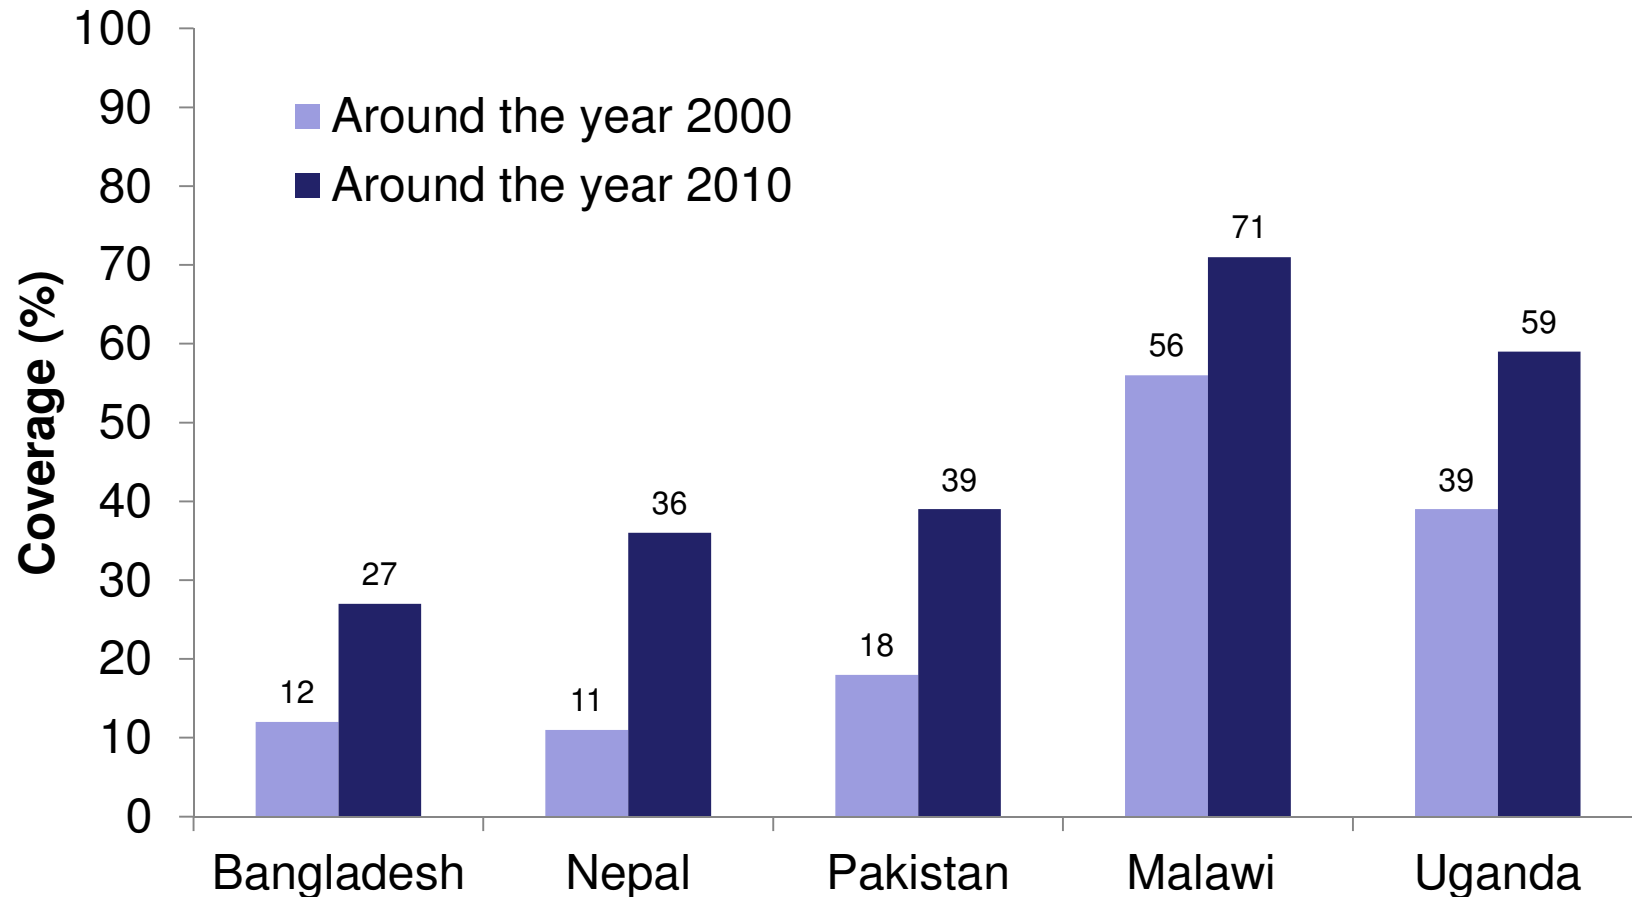 100
90
80
70
60
50
40
30
20
10
0
Coverage (%)
Around the year 2000
Around the year 2010
12
27
11
36
18
39
56
71
39
59
Bangladesh
Nepal
Pakistan
Malawi
Uganda